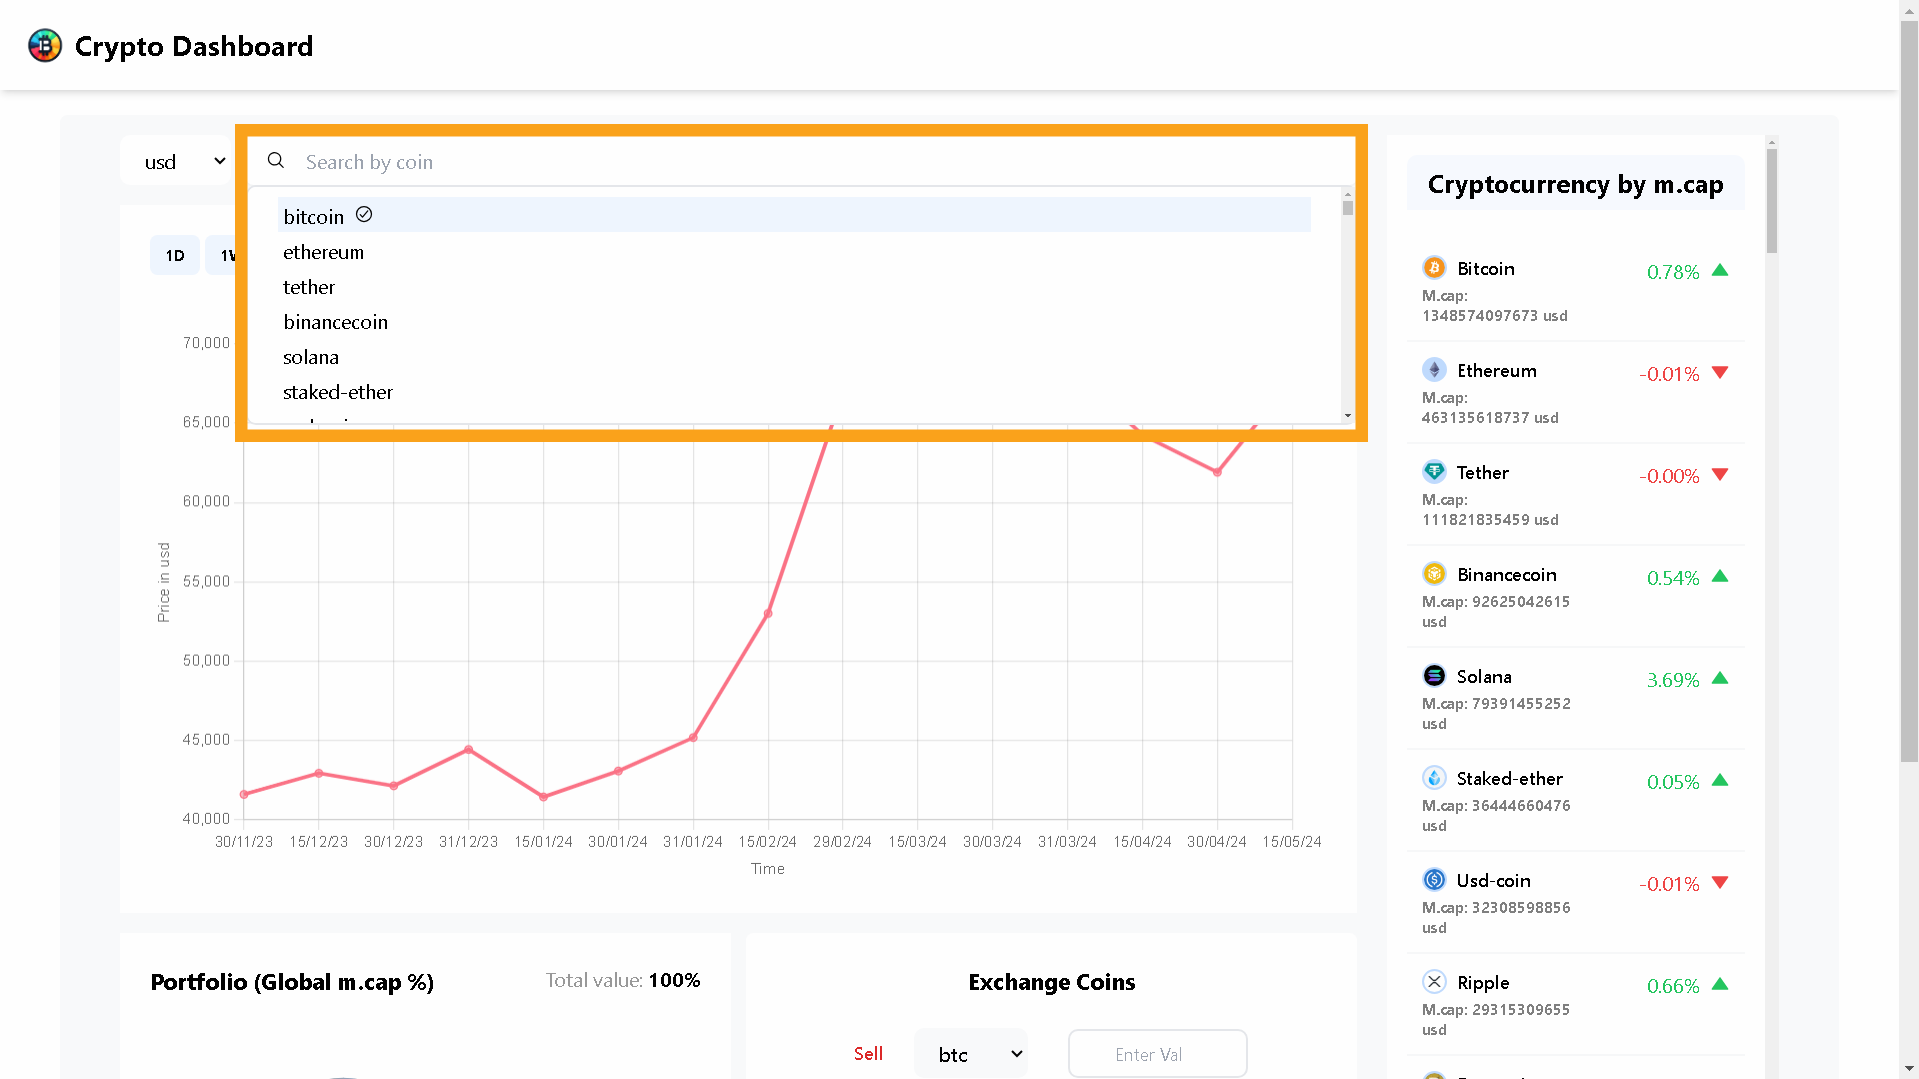 Crypto Dashboard
usd
Search by coin
bitcoin
ethereum
tether
binancecoin
solana
staked-ether
1D
70,000
65,000
60,000
55,000
50,000
45,000
40,000
Price in usd
30/11/23 15/12/23 30/12/23 31/12/23 15/01/24 30/01/24 31/01/24 15/02/24 29/02/24 15/03/24 30/03/24 31/03/24 15/04/24 30/04/24 15/05/24
Time
Portfolio (Global m.cap %)
Total value: 100%
Exchange Coins
Sell
btc
Enter Val
Cryptocurrency by m.cap
Bitcoin 0.78%
M.cap:
1348574097673 usd
Ethereum -0.01%
M.cap:
463135618737 usd
Tether -0.00%
M.cap:
111821835459 usd
Binancecoin 0.54%
M.cap: 92625042615
usd
Solana 3.69%
M.cap: 79391455252
usd
Staked-ether 0.05%
M.cap: 36444660476
usd
Usd-coin -0.01%
M.cap: 32308598856
usd
Ripple 0.66%
M.cap: 29315309655
usd